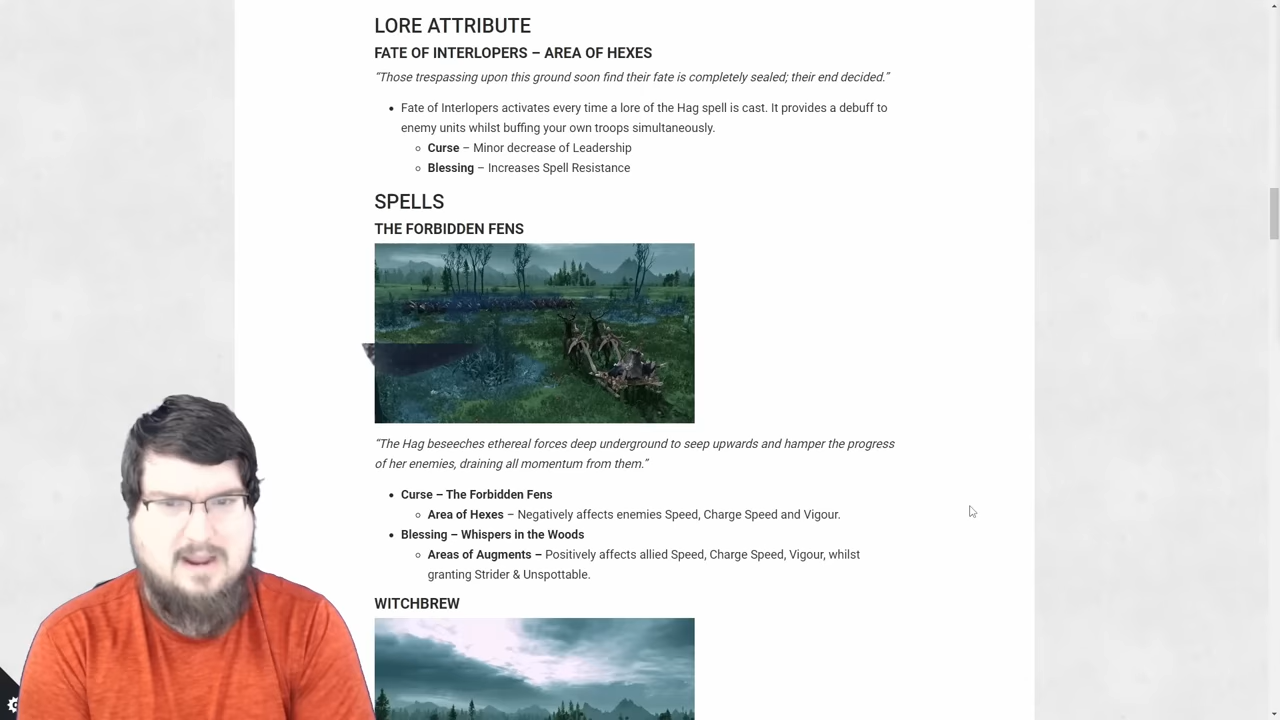 LORE ATTRIBUTE
FATE OF INTERLOPERS – AREA OF HEXES
“Those trespassing upon this ground soon find their fate is completely sealed; their end decided.”
• Fate of Interlopers activates every time a lore of the Hag spell is cast. It provides a debuff to
enemy units whilst buffing your own troops simultaneously.
○ Curse – Minor decrease of Leadership
○ Blessing – Increases Spell Resistance
SPELLS
THE FORBIDDEN FENS
“The Hag beseeches ethereal forces deep underground to seep upwards and hamper the progress
of her enemies, draining all momentum from them.”
• Curse – The Forbidden Fens
○ Area of Hexes – Negatively affects enemies Speed, Charge Speed and Vigour.
• Blessing – Whispers in the Woods
○ Areas of Augments – Positively affects allied Speed, Charge Speed, Vigour, whilst
granting Strider & Unspottable.
WITCHBREW